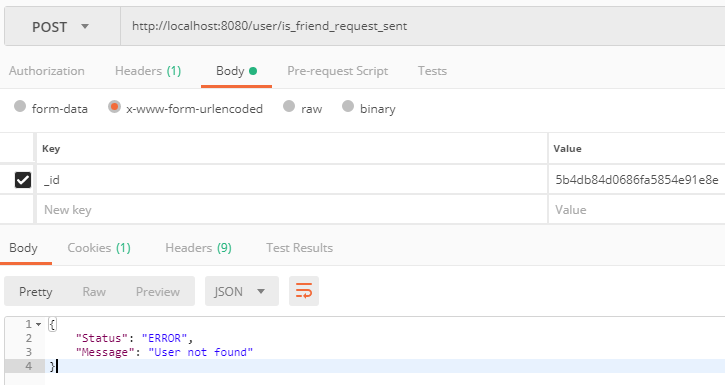 POST http://localhost:8080/user/is_friend_request_sent
Authorization Headers (1) Body Pre-request Script Tests
form-data x-www-form-urlencoded raw binary
Key Value
_id 5b4db84d0686fa5854e91e8e
New key Value
Body Cookies (1) Headers (9) Test Results
Pretty Raw Preview JSON
1 {
2 "Status": "ERROR",
3 "Message": "User not found"
4 }